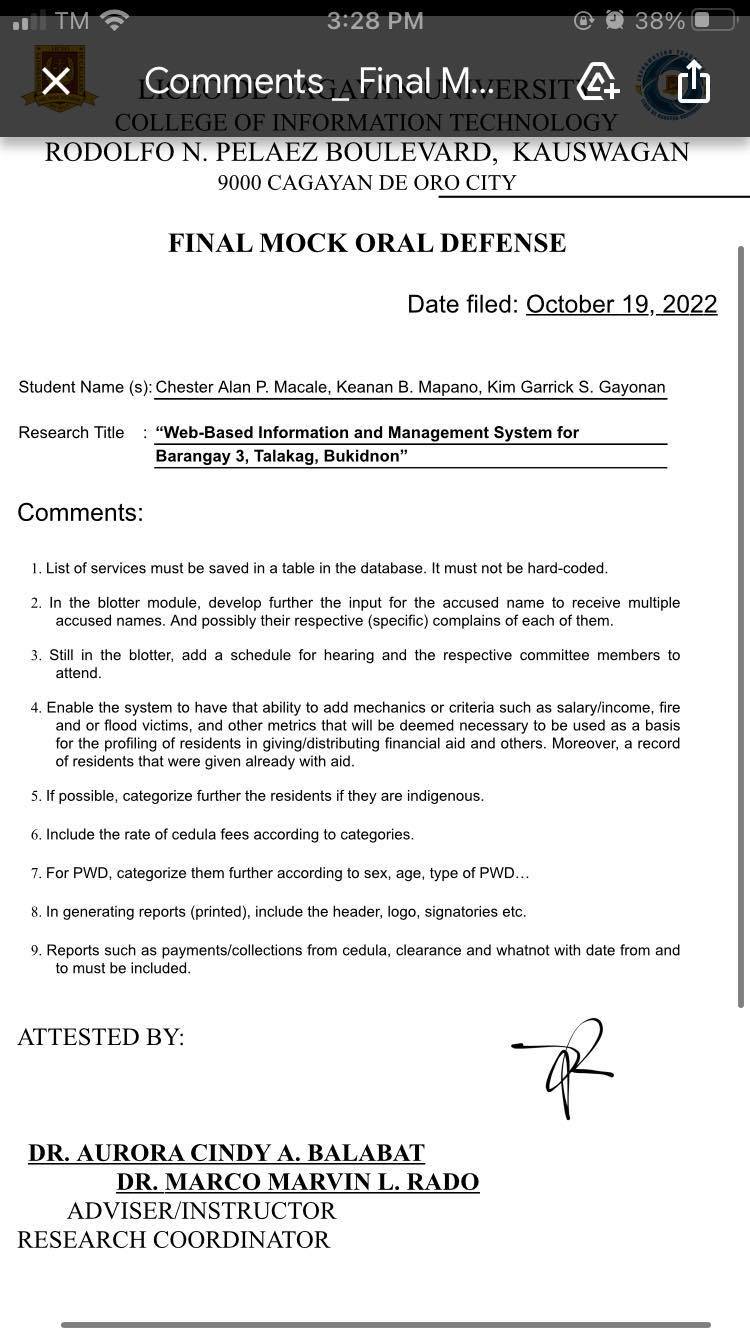 TM 3:28 PM 38%
Comments _ Final M...
LICEO DE CAGAYAN UNIVERSITY
COLLEGE OF INFORMATION TECHNOLOGY
RODOLFO N. PELAEZ BOULEVARD, KAUSWAGAN
9000 CAGAYAN DE ORO CITY
FINAL MOCK ORAL DEFENSE
Date filed: October 19, 2022
Student Name (s): Chester Alan P. Macale, Keanan B. Mapano, Kim Garrick S. Gayonan
Research Title : “Web-Based Information and Management System for
Barangay 3, Talakag, Bukidnon”
Comments:
1. List of services must be saved in a table in the database. It must not be hard-coded.
2. In the blotter module, develop further the input for the accused name to receive multiple
accused names. And possibly their respective (specific) complains of each of them.
3. Still in the blotter, add a schedule for hearing and the respective committee members to
attend.
4. Enable the system to have that ability to add mechanics or criteria such as salary/income, fire
and or flood victims, and other metrics that will be deemed necessary to be used as a basis
for the profiling of residents in giving/distributing financial aid and others. Moreover, a record
of residents that were given already with aid.
5. If possible, categorize further the residents if they are indigenous.
6. Include the rate of cedula fees according to categories.
7. For PWD, categorize them further according to sex, age, type of PWD…
8. In generating reports (printed), include the header, logo, signatories etc.
9. Reports such as payments/collections from cedula, clearance and whatnot with date from and
to must be included.
ATTESTED BY:
DR. AURORA CINDY A. BALABAT
DR. MARCO MARVIN L. RADO
ADVISER/INSTRUCTOR
RESEARCH COORDINATOR